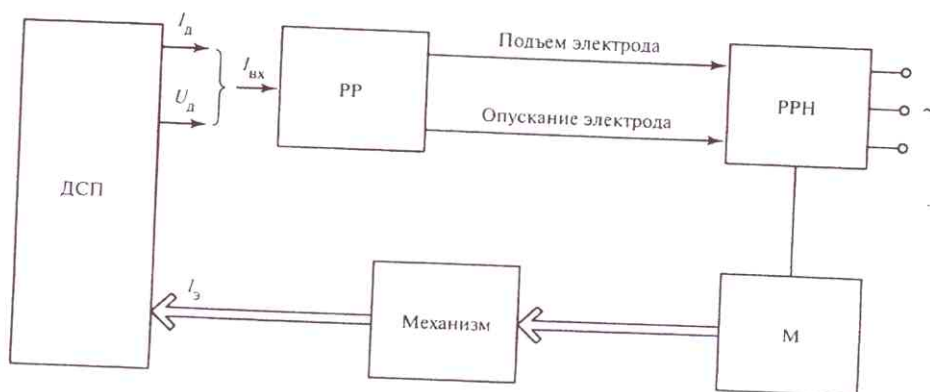 I_д
U_д
I_вх
РР
Подъем электрода
Опускание электрода
РРН
~
ДСП
I_э
Механизм
М